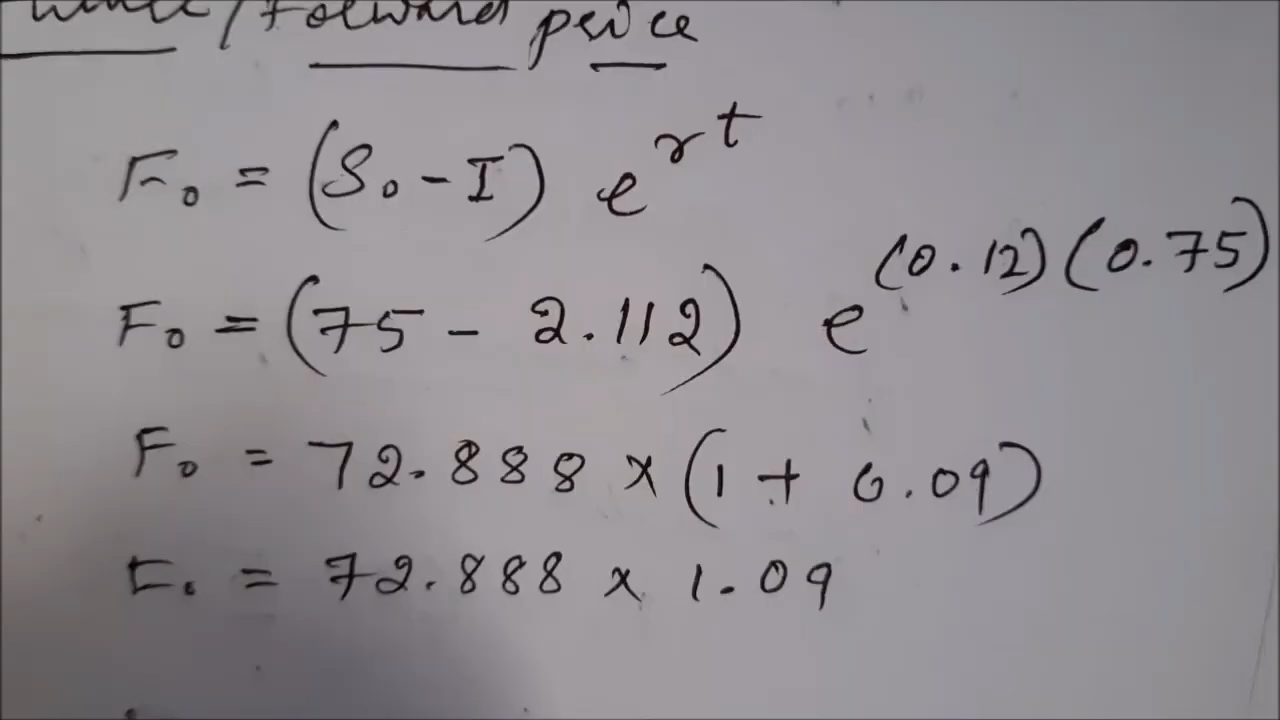 / Forward price
F₀ = (S₀ - I) e^rt
F₀ = (75 - 2.112) e^(0.12)(0.75)
F₀ = 72.888 x (1 + 0.09)
F₀ = 72.888 x 1.09